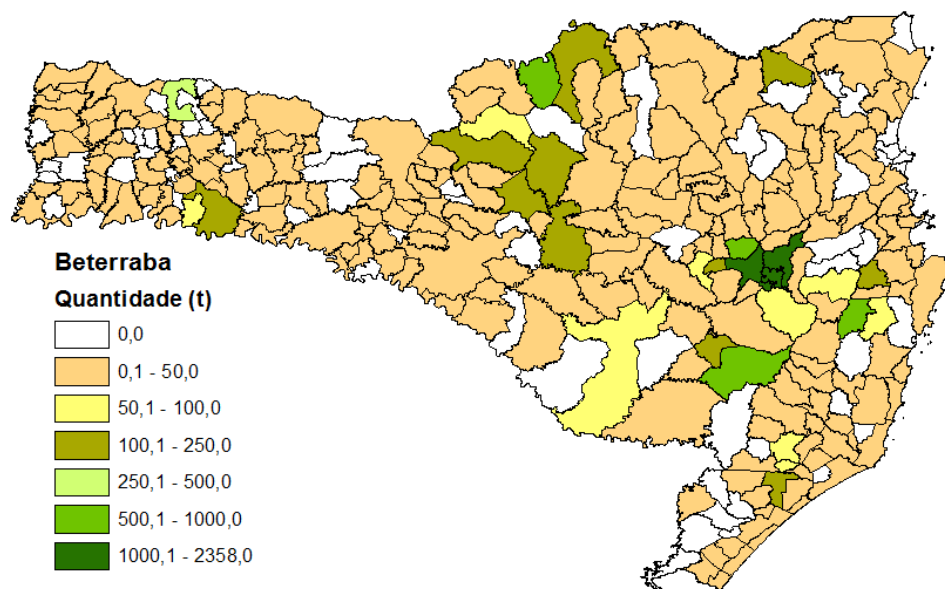 Beterraba
Quantidade (t)
0,0
0,1 - 50,0
50,1 - 100,0
100,1 - 250,0
250,1 - 500,0
500,1 - 1000,0
1000,1 - 2358,0